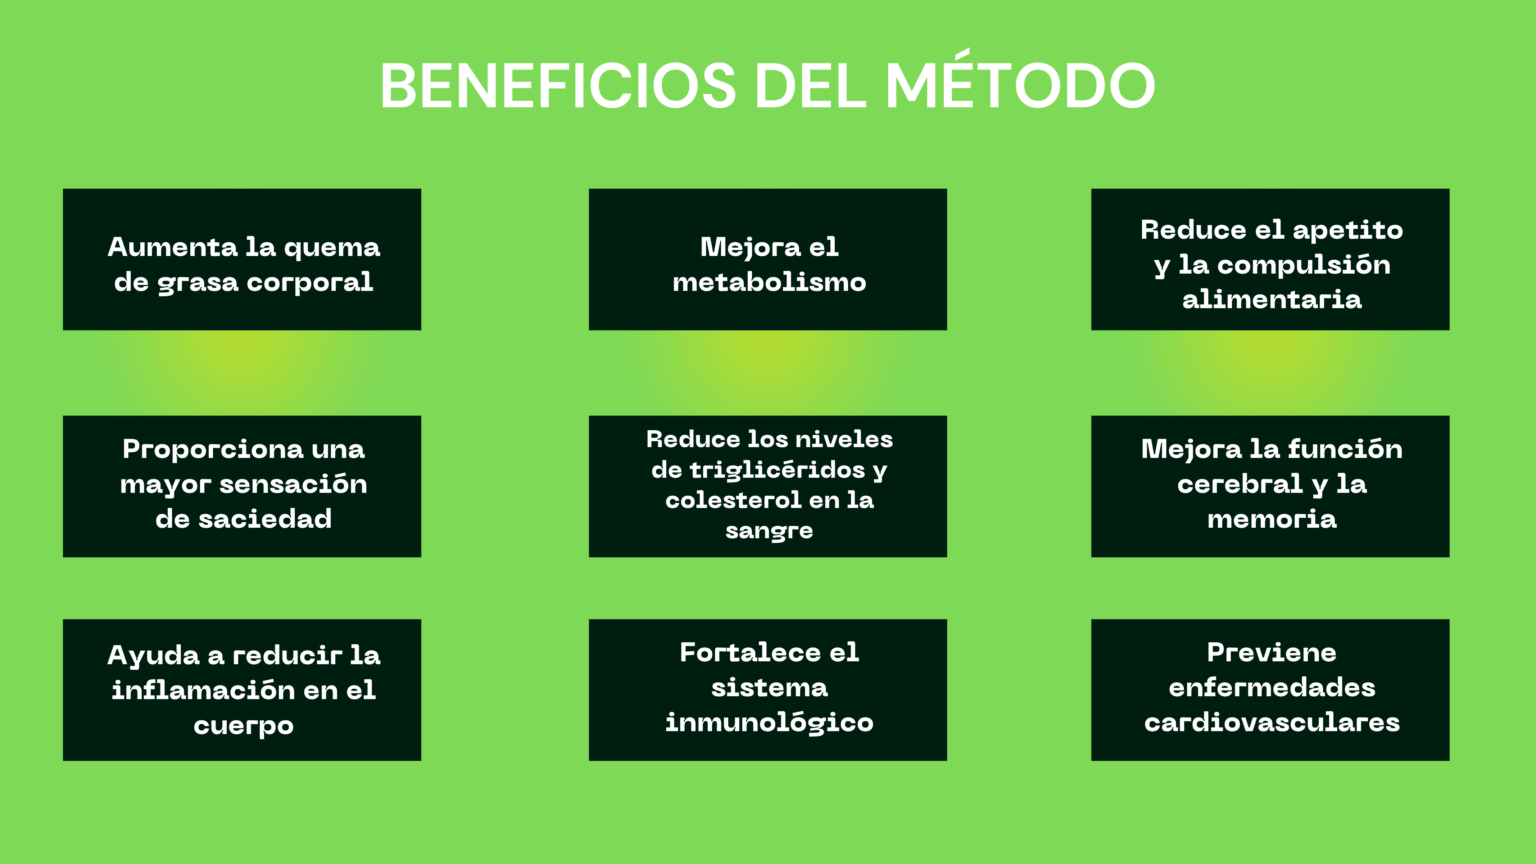 BENEFICIOS DEL MÉTODO
Aumenta la quema
de grasa corporal
Mejora el
metabolismo
Reduce el apetito
y la compulsión
alimentaria
Proporciona una
mayor sensación
de saciedad
Reduce los niveles
de triglicéridos y
colesterol en la
sangre
Mejora la función
cerebral y la
memoria
Ayuda a reducir la
inflamación en el
cuerpo
Fortalece el
sistema
inmunológico
Previene
enfermedades
cardiovasculares